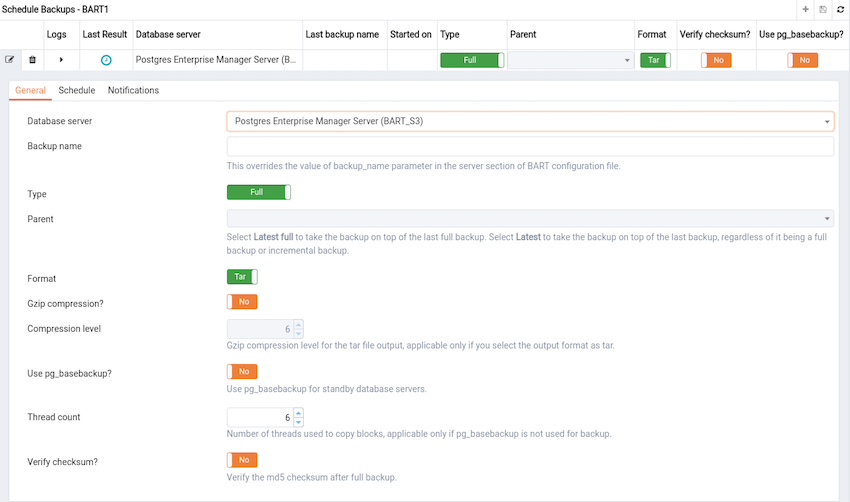 Schedule Backups - BART1
Logs Last Result Database server Last backup name Started on Type Parent Format Verify checksum? Use pg_basebackup?
Postgres Enterprise Manager Server (B... Full Tar No No
General Schedule Notifications
Database server Postgres Enterprise Manager Server (BART_S3)
Backup name
This overrides the value of backup_name parameter in the server section of BART configuration file.
Type Full
Parent
Select Latest full to take the backup on top of the last full backup. Select Latest to take the backup on top of the last backup, regardless of it being a full
backup or incremental backup.
Format Tar
Gzip compression? No
Compression level 6
Gzip compression level for the tar file output, applicable only if you select the output format as tar.
Use pg_basebackup? No
Use pg_basebackup for standby database servers.
Thread count 6
Number of threads used to copy blocks, applicable only if pg_basebackup is not used for backup.
Verify checksum? No
Verify the md5 checksum after full backup.